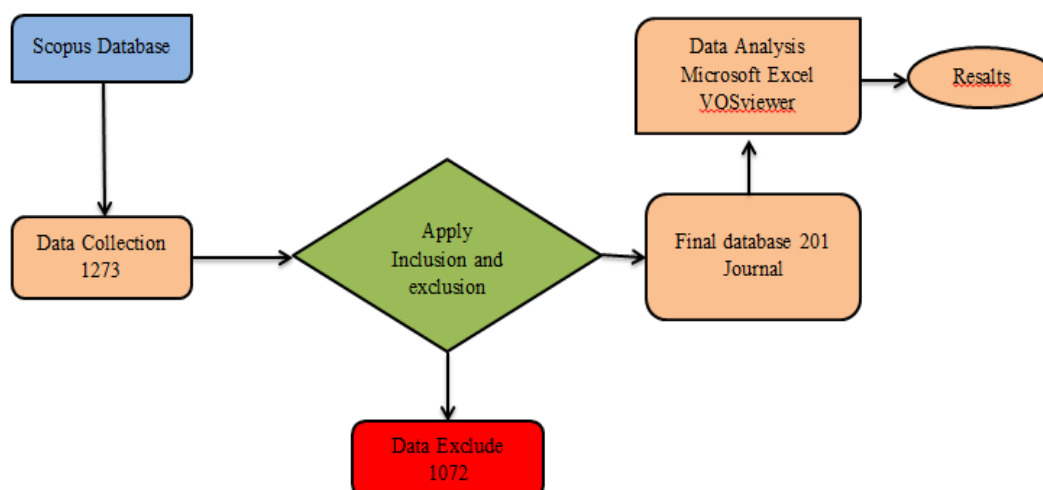 Scopus Database
Data Collection
1273
Apply
Inclusion and
exclusion
Data Exclude
1072
Final database 201
Journal
Data Analysis
Microsoft Excel
VOSviewer
Resalts